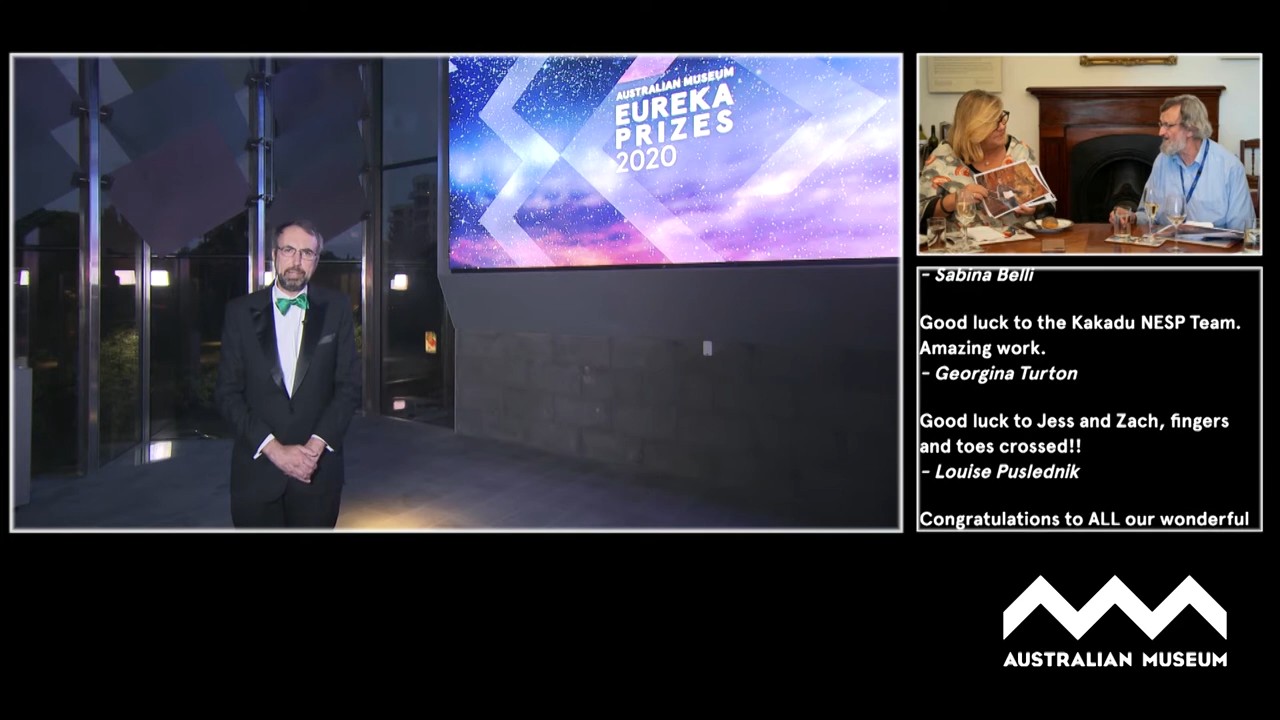 AUSTRALIAN MUSEUM
EUREKA
PRIZES
2020
- Sabina Belli
Good luck to the Kakadu NESP Team.
Amazing work.
- Georgina Turton
Good luck to Jess and Zach, fingers
and toes crossed!!
- Louise Puslednik
Congratulations to ALL our wonderful
AUSTRALIAN MUSEUM